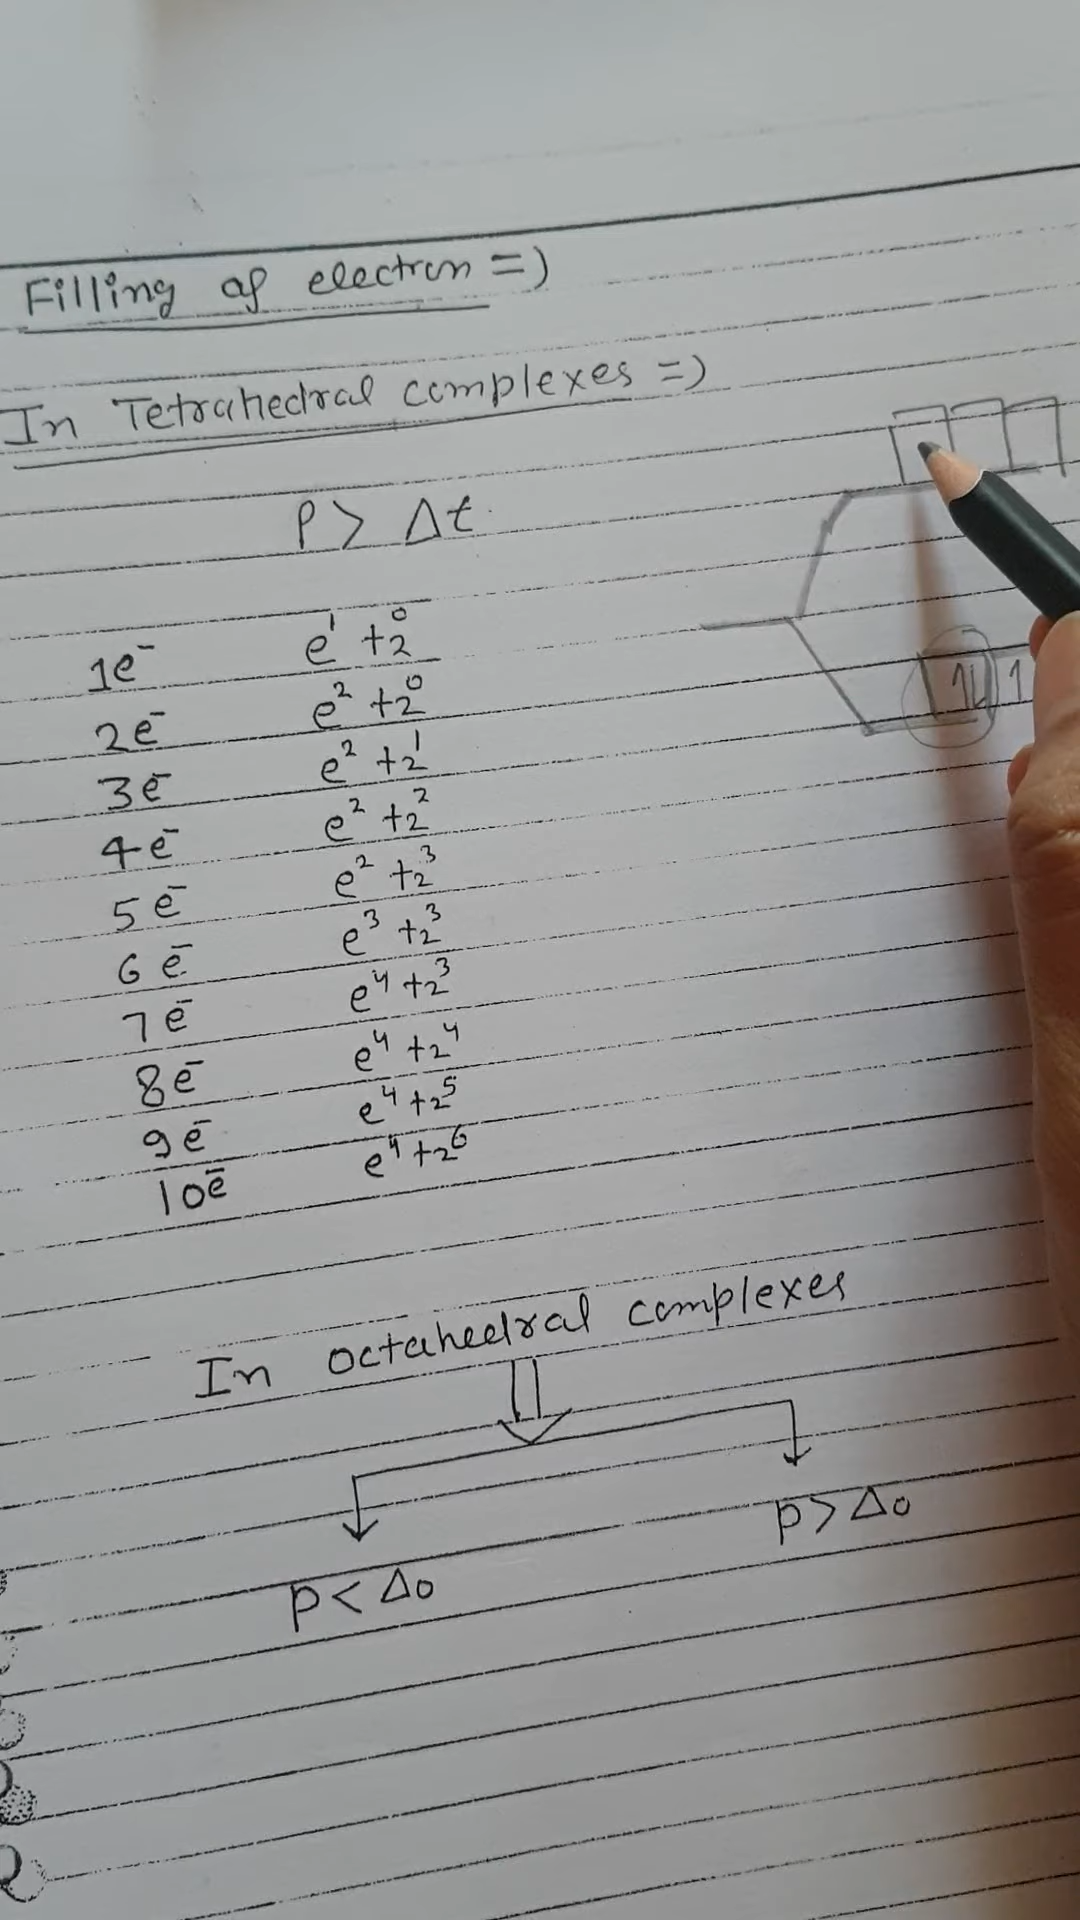 Filling of electron =)
In Tetrahedral complexes =)
P > Δt
1e⁻ e¹ t₂⁰
2e⁻ e² t₂⁰
3e⁻ e² t₂¹
4e⁻ e² t₂²
5e⁻ e² t₂³
6e⁻ e³ t₂³
7e⁻ e⁴ t₂³
8e⁻ e⁴ t₂⁴
9e⁻ e⁴ t₂⁵
10e⁻ e⁴ t₂⁶
1L 1
In octahedral complexes
P < Δo P > Δo